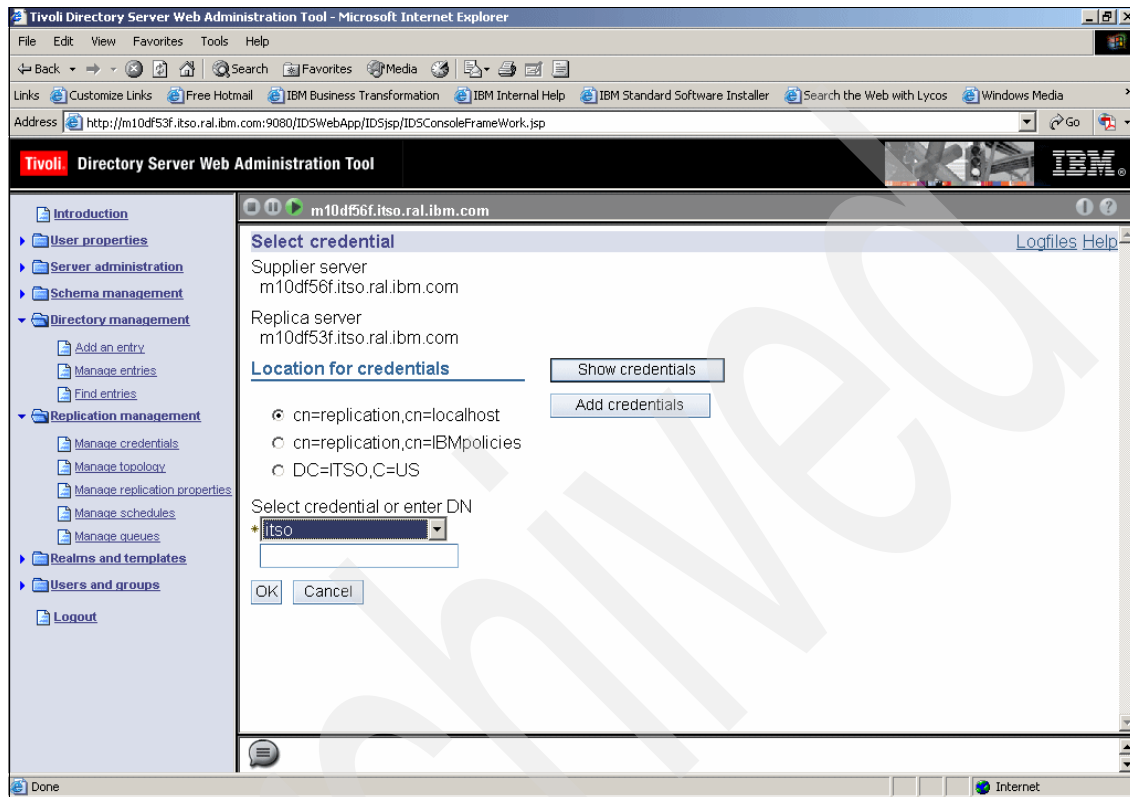 Tivoli Directory Server Web Administration Tool - Microsoft Internet Explorer
File Edit View Favorites Tools Help
Back Search Favorites Media
Links Customize Links Free Hotmail IBM Business Transformation IBM Internal Help IBM Standard Software Installer Search the Web with Lycos Windows Media
Address http://m10df53f.itso.ral.ibm.com:9080/IDSWebApp/IDSjsp/IDSConsoleFrameWork.jsp Go
Tivoli. Directory Server Web Administration Tool IBM®
m10df56f.itso.ral.ibm.com
Introduction
User properties
Server administration
Schema management
Directory management
Add an entry
Manage entries
Find entries
Replication management
Manage credentials
Manage topology
Manage replication properties
Manage schedules
Manage queues
Realms and templates
Users and groups
Logout
Select credential Logfiles Help
Supplier server
m10df56f.itso.ral.ibm.com
Replica server
m10df53f.itso.ral.ibm.com
Location for credentials Show credentials
Add credentials
cn=replication,cn=localhost
cn=replication,cn=IBMpolicies
DC=ITSO,C=US
Select credential or enter DN
*itso
OK Cancel
Done Internet
chived